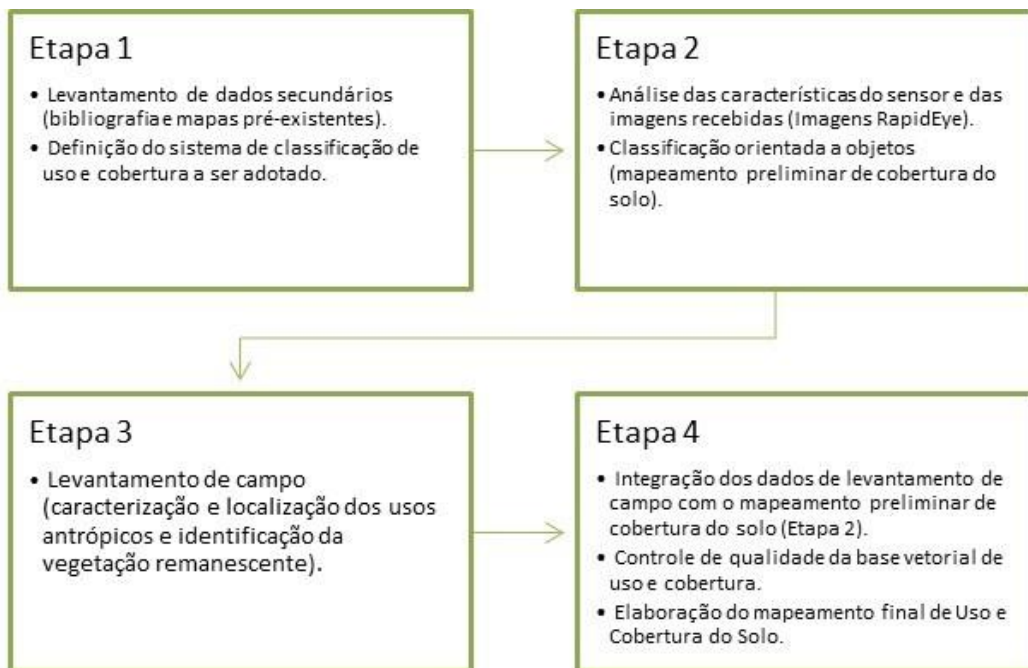 Etapa 1
• Levantamento de dados secundários
(bibliografia e mapas pré-existentes).
• Definição do sistema de classificação de
uso e cobertura a ser adotado.
Etapa 2
• Análise das características do sensor e das
imagens recebidas (Imagens RapidEye).
• Classificação orientada a objetos
(mapeamento preliminar de cobertura do
solo).
Etapa 3
• Levantamento de campo
(caracterização e localização dos usos
antrópicos e identificação da
vegetação remanescente).
Etapa 4
• Integração dos dados de levantamento de
campo com o mapeamento preliminar de
cobertura do solo (Etapa 2).
• Controle de qualidade da base vetorial de
uso e cobertura.
• Elaboração do mapeamento final de Uso e
Cobertura do Solo.